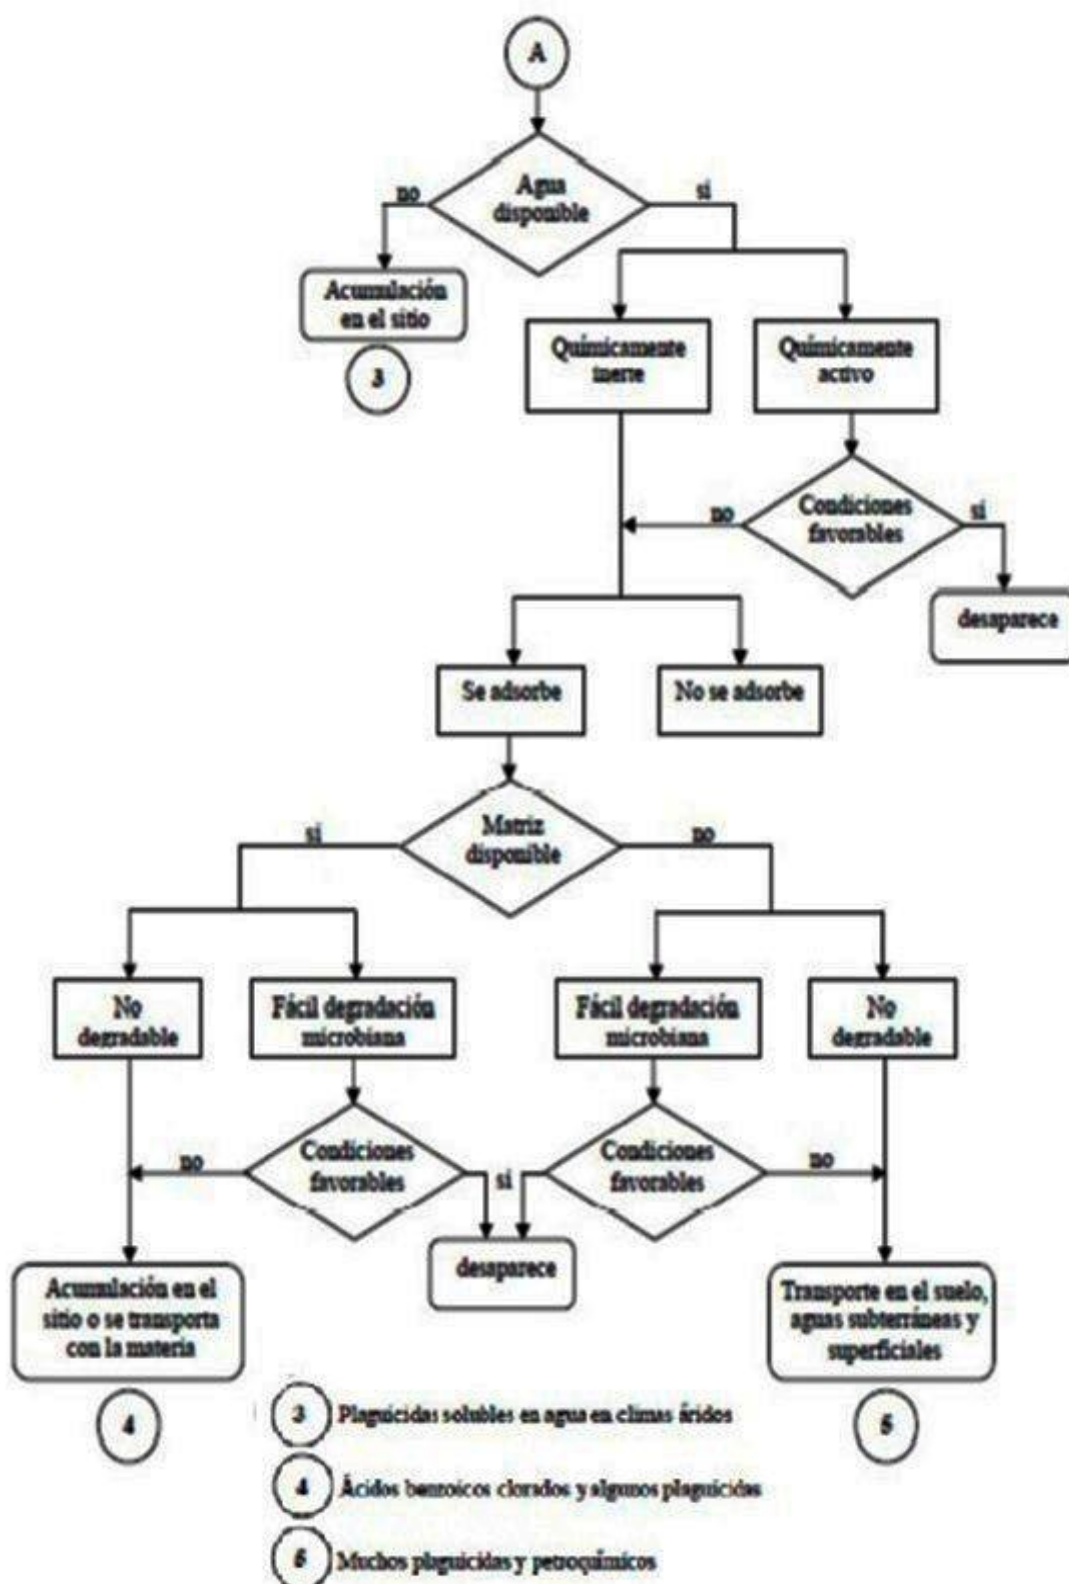 A
Agua
disponible
no
si
Acumulación
en el sitio
3
Químicamente
inerte
Químicamente
activo
Condiciones
favorables
no
sí
desaparece
Se adsorbe
No se adsorbe
Matriz
disponible
sí
no
No
degradable
Fácil degradación
microbiana
Fácil degradación
microbiana
No
degradable
Condiciones
favorables
no
sí
Condiciones
favorables
no
desaparece
Acumulación en el
sitio o se transporta
con la materia
Transporte en el suelo,
aguas subterráneas y
superficiales
4
5
3 Plaguicidas solubles en agua en climas áridos
4 Ácidos benzoicos clorados y algunos plaguicidas
5 Muchos plaguicidas y petroquímicos